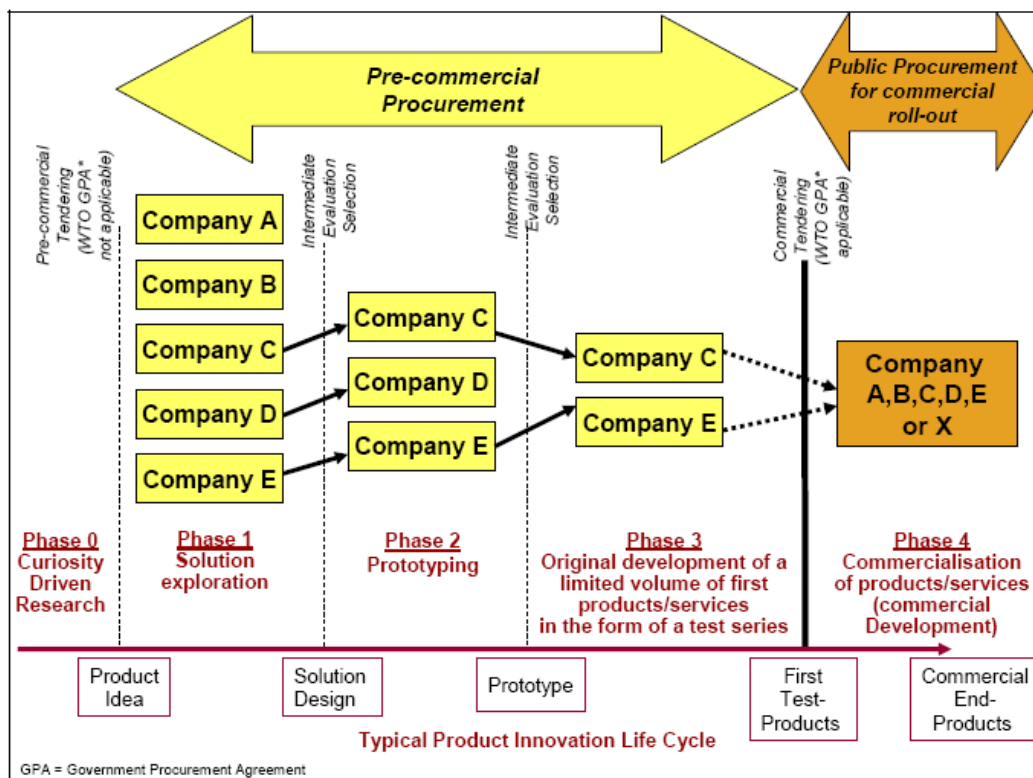 Pre-commercial
Procurement
Public Procurement
for commercial
roll-out
Pre-commercial
Tendering
(WTO GPA*
not applicable)
Intermediate
Evaluation
Selection
Intermediate
Evaluation
Selection
Commercial
Tendering
(WTO GPA*
applicable)
Company A
Company B
Company C
Company D
Company E
Company C
Company D
Company E
Company C
Company E
Company
A,B,C,D,E
or X
Phase 0
Curiosity
Driven
Research
Phase 1
Solution
exploration
Phase 2
Prototyping
Phase 3
Original development of a
limited volume of first
products/services
in the form of a test series
Phase 4
Commercialisation
of products/services
(commercial
Development)
Product
Idea
Solution
Design
Prototype
First
Test-
Products
Commercial
End-
Products
Typical Product Innovation Life Cycle
GPA = Government Procurement Agreement